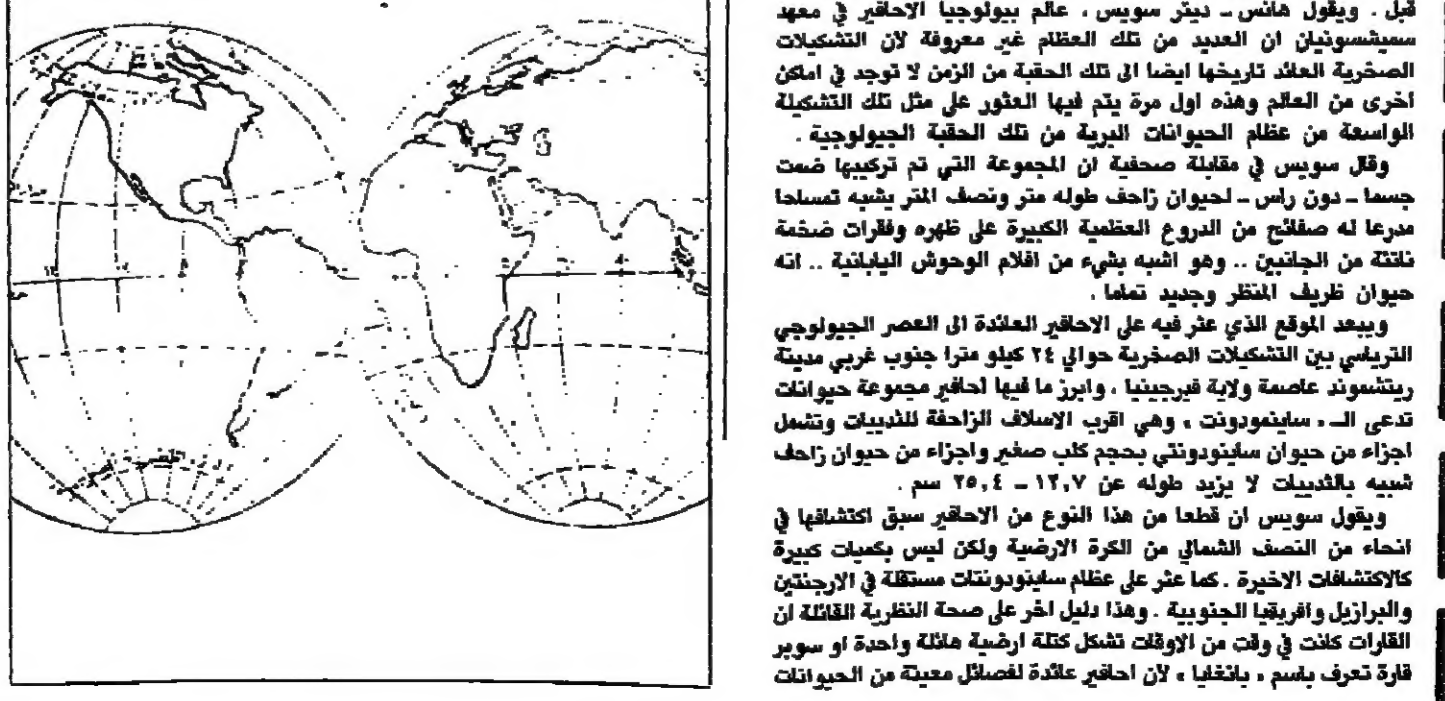 قبل . ويقول هانس ـ ديتر سويس ، عالم بيولوجيا الاحافير في معهد
سميشسونيان ان العديد من تلك العظام غير معروفة لان التشكيلات
الصخرية العائد تاريخها ايضا الى تلك الحقبة من الزمن لا توجد في اماكن
اخرى من العالم وهذه اول مرة يتم فيها العثور على مثل تلك التشكيلة
الواسعة من عظام الحيوانات البرية من تلك الحقبة الجيولوجية .
وقال سويس في مقابلة صحفية ان المجموعة التي تم تركيبها ضمت
جسما ـ دون راس ـ لحيوان زاحف طوله متر ونصف المتر يشبه تمساحا
مدرعا له صفائح من الدروع العظمية الكبيرة على ظهره وفقرات ضخمة
ناتئة من الجانبين .. وهو اشبه بشيء من افلام الوحوش اليابانية .. انه
حيوان ظريف المنظر وجديد تماما .
ويبعد الموقع الذي عثر فيه على الاحافير العائدة الى العصر الجيولوجي
الترياسي بين التشكيلات الصخرية حوالي ٢٤ كيلو مترا جنوب غربي مدينة
ريتشموند عاصمة ولاية فيرجينيا ، وابرز ما فيها احافير مجموعة حيوانات
تدعى الـ « ساينمودونت » وهي اقرب الاسلاف الزاحفة للثدييات وتشمل
اجزاء من حيوان ساينودونتي بحجم كلب صغير واجزاء من حيوان زاحف
شبيه بالثدييات لا يزيد طوله عن ١٢,٧ ـ ٢٥,٤ سم .
ويقول سويس ان قطعا من هذا النوع من الاحافير سبق اكتشافها في
انحاء من النصف الشمالي من الكرة الارضية ولكن ليس بكميات كبيرة
كالاكتشافات الاخيرة . كما عثر على عظام ساينودونتات مستقلة في الارجنتين
والبرازيل وافريقيا الجنوبية . وهذا دليل اخر على صحة النظرية القائلة ان
القارات كانت في وقت من الاوقات تشكل كتلة ارضية هائلة واحدة او سوبر
قارة تعرف باسم « بانغايا » لان احافير عائدة لفصائل معينة من الحيوانات